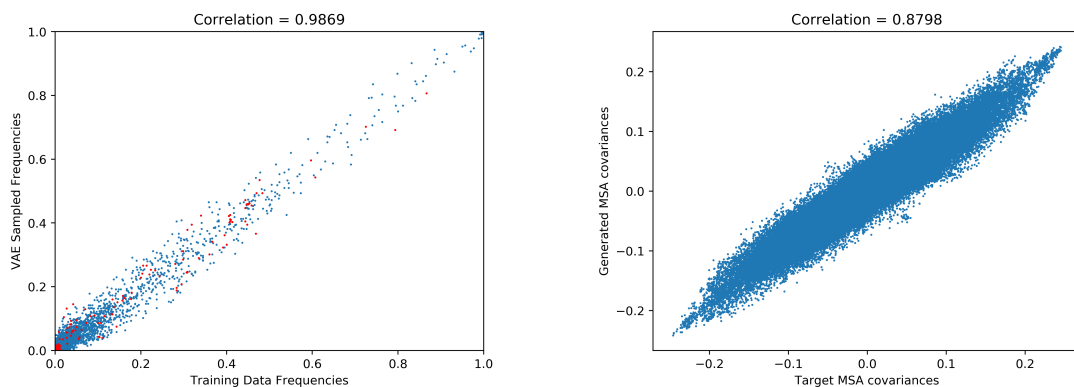 Correlation = 0.9869
1.0
0.8
0.6
0.4
0.2
0.0
0.0 0.2 0.4 0.6 0.8 1.0
VAE Sampled Frequencies
Training Data Frequencies
Correlation = 0.8798
0.2
0.1
0.0
−0.1
−0.2
−0.2 −0.1 0.0 0.1 0.2
Generated MSA covariances
Target MSA covariances